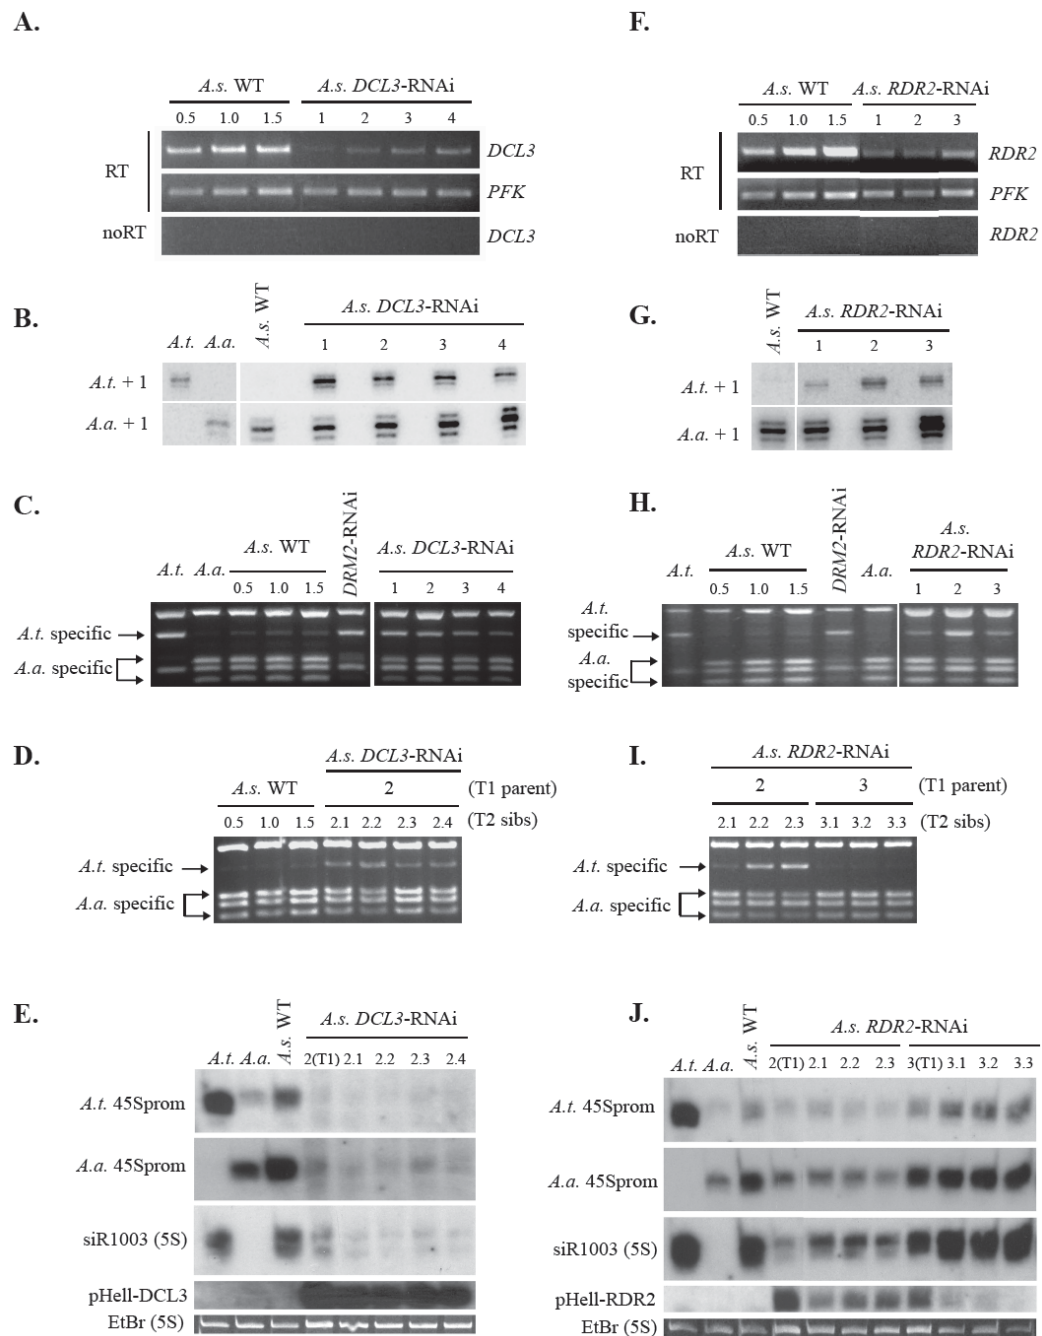 A.
A.s. WT A.s. DCL3-RNAi
0.5 1.0 1.5 1 2 3 4
RT
DCL3
PFK
noRT DCL3
B.
A.t. A.a. A.s. WT A.s. DCL3-RNAi
1 2 3 4
A.t. + 1
A.a. + 1
C.
A.t. A.a. A.s. WT DRM2-RNAi A.s. DCL3-RNAi
0.5 1.0 1.5 1 2 3 4
A.t. specific
A.a. specific
D.
A.s. DCL3-RNAi
A.s. WT 2 (T1 parent)
0.5 1.0 1.5 2.1 2.2 2.3 2.4 (T2 sibs)
A.t. specific
A.a. specific
E.
A.t. A.a. A.s. WT A.s. DCL3-RNAi
2(T1) 2.1 2.2 2.3 2.4
A.t. 45Sprom
A.a. 45Sprom
siR1003 (5S)
pHell-DCL3
EtBr (5S)
F.
A.s. WT A.s. RDR2-RNAi
0.5 1.0 1.5 1 2 3
RT
RDR2
PFK
noRT RDR2
G.
A.s. WT A.s. RDR2-RNAi
1 2 3
A.t. + 1
A.a. + 1
H.
A.t. A.s. WT DRM2-RNAi A.a. A.s.
RDR2-RNAi
0.5 1.0 1.5 1 2 3
A.t.
specific
A.a.
specific
I.
A.s. RDR2-RNAi
2 3 (T1 parent)
2.1 2.2 2.3 3.1 3.2 3.3 (T2 sibs)
A.t. specific
A.a. specific
J.
A.t. A.a. A.s. WT A.s. RDR2-RNAi
2(T1) 2.1 2.2 2.3 3(T1) 3.1 3.2 3.3
A.t. 45Sprom
A.a. 45Sprom
siR1003 (5S)
pHell-RDR2
EtBr (5S)